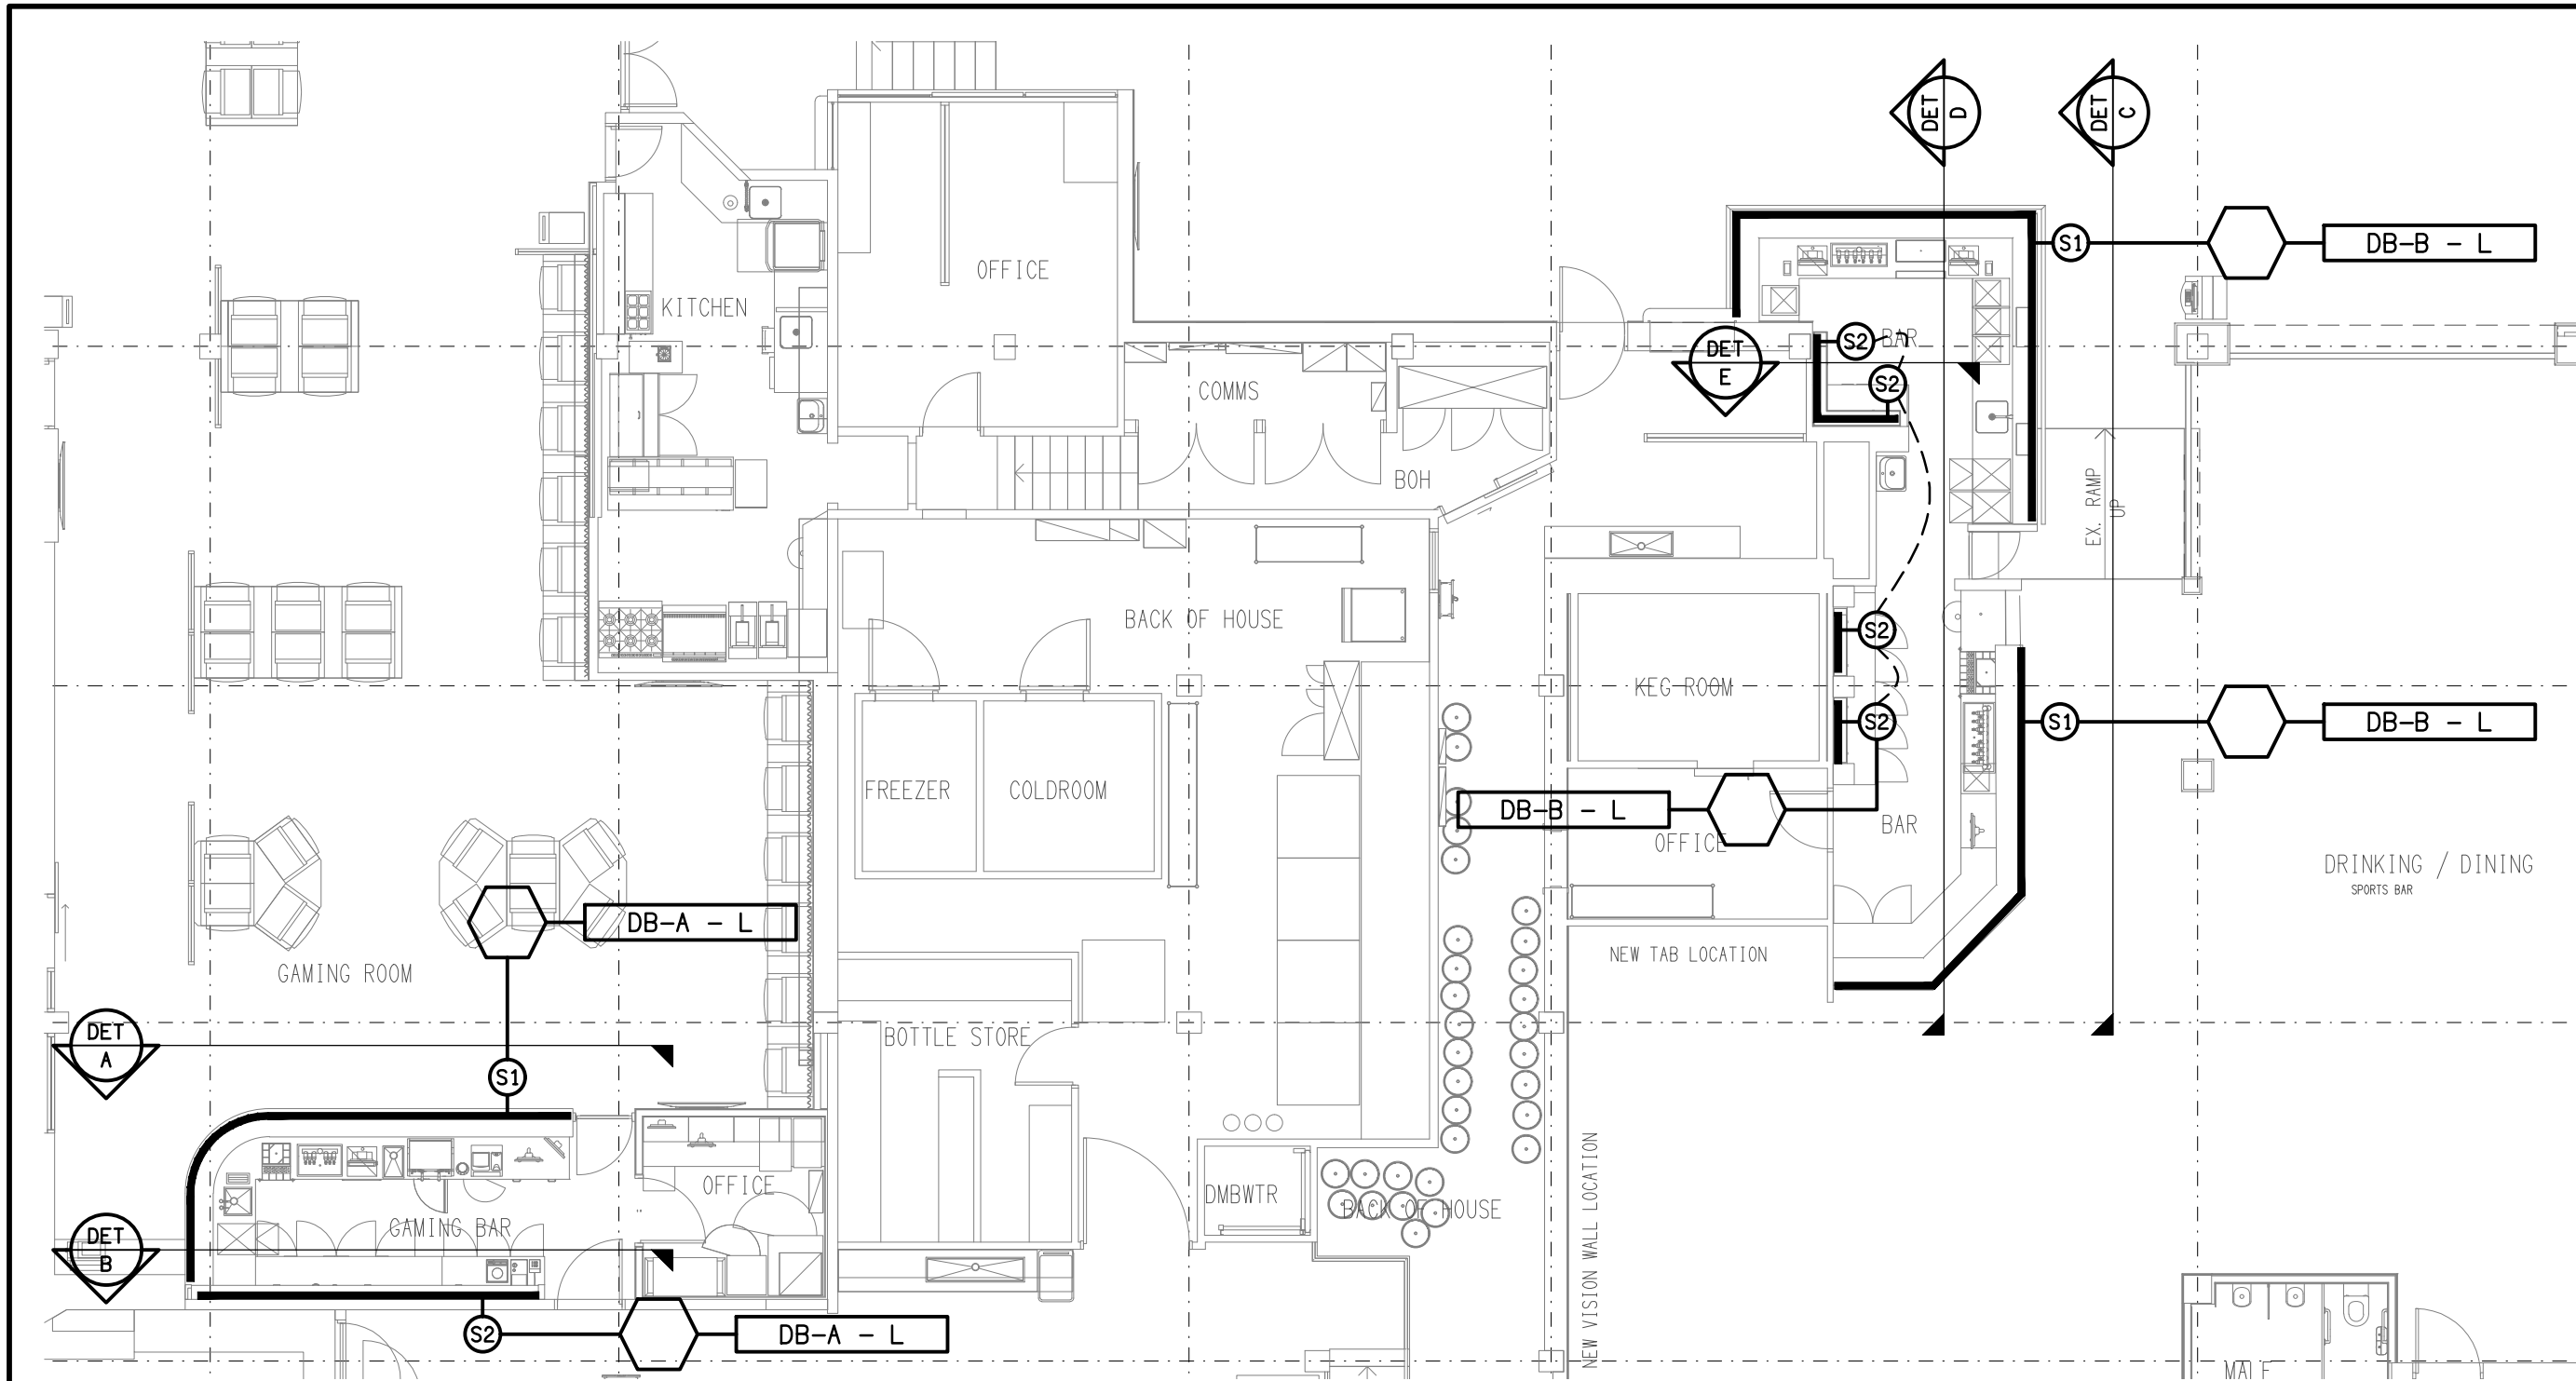 DET
D
DET
C
DB-B - L
S1
OFFICE
KITCHEN
S2
BAR
DET
E
S2
COMMS
BOH
EX. RAMP
UP
BACK OF HOUSE
S2
KEG ROOM
S2
S1
DB-B - L
FREEZER
COLDROOM
DB-B - L
OFFICE
BAR
DRINKING / DINING
SPORTS BAR
DB-A - L
GAMING ROOM
NEW TAB LOCATION
DET
A
BOTTLE STORE
S1
OFFICE
DMBWTR
BACK OF HOUSE
NEW VISION WALL LOCATION
GAMING BAR
DET
B
S2
DB-A - L
MALE